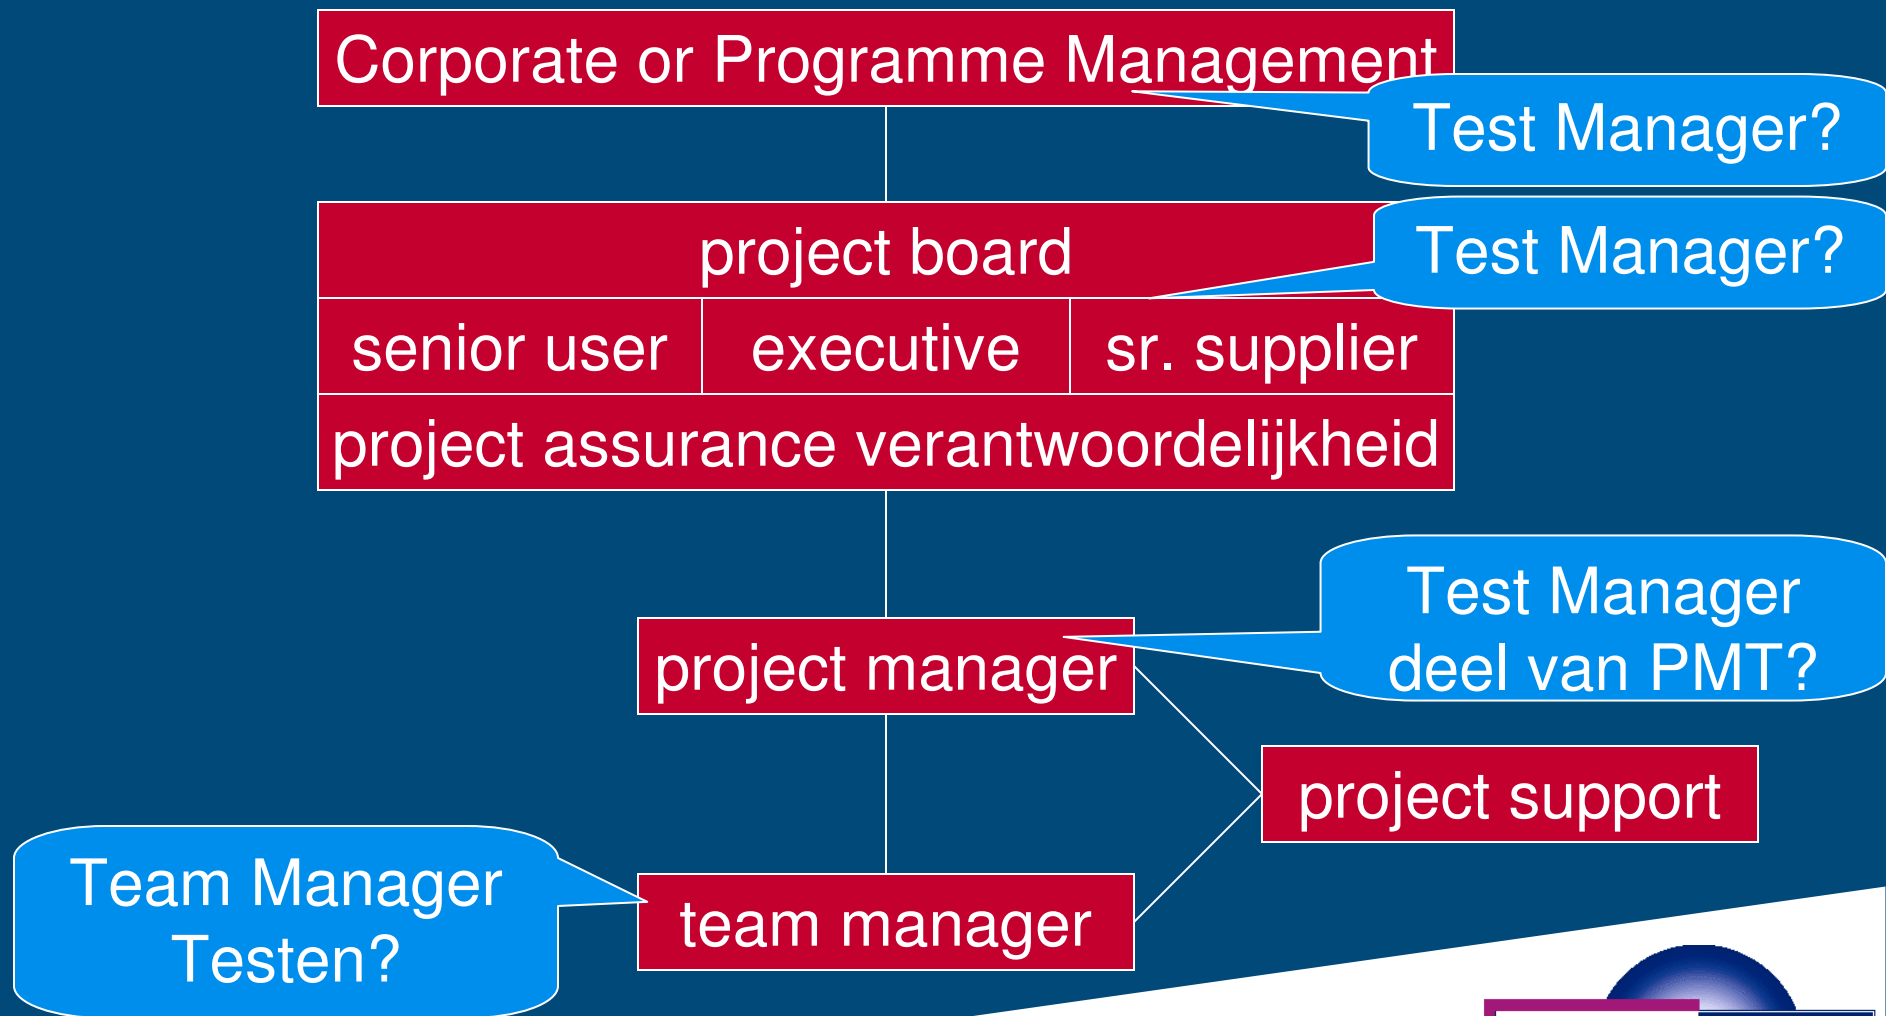 Corporate or Programme Management
Test Manager?
project board
Test Manager?
senior user
executive
sr. supplier
project assurance verantwoordelijkheid
Test Manager
deel van PMT?
project manager
project support
Team Manager
Testen?
team manager